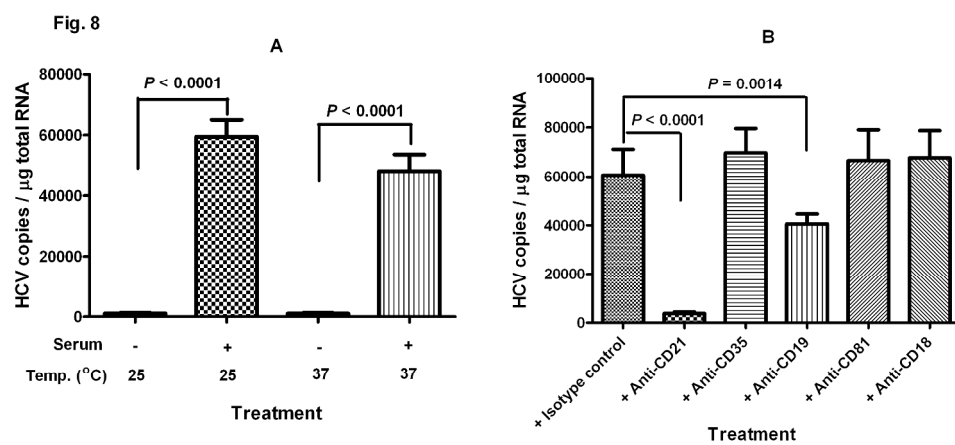 Fig. 8
A
HCV copies / μg total RNA
80000
60000
40000
20000
0
P < 0.0001
P < 0.0001
Serum - + - +
Temp. (°C) 25 25 37 37
Treatment
B
HCV copies / μg total RNA
100000
80000
60000
40000
20000
0
P = 0.0014
P < 0.0001
+ Isotype control
+ Anti-CD21
+ Anti-CD35
+ Anti-CD19
+ Anti-CD81
+ Anti-CD18
Treatment